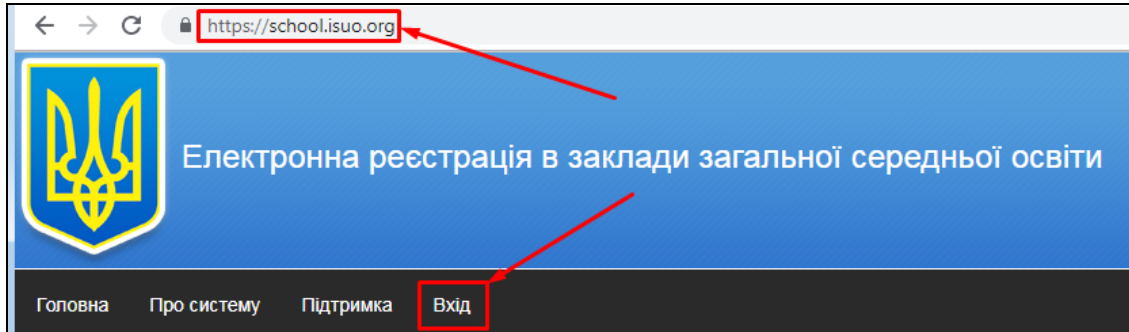 https://school.isuo.org
Електронна реєстрація в заклади загальної середньої освіти
Головна Про систему Підтримка Вхід